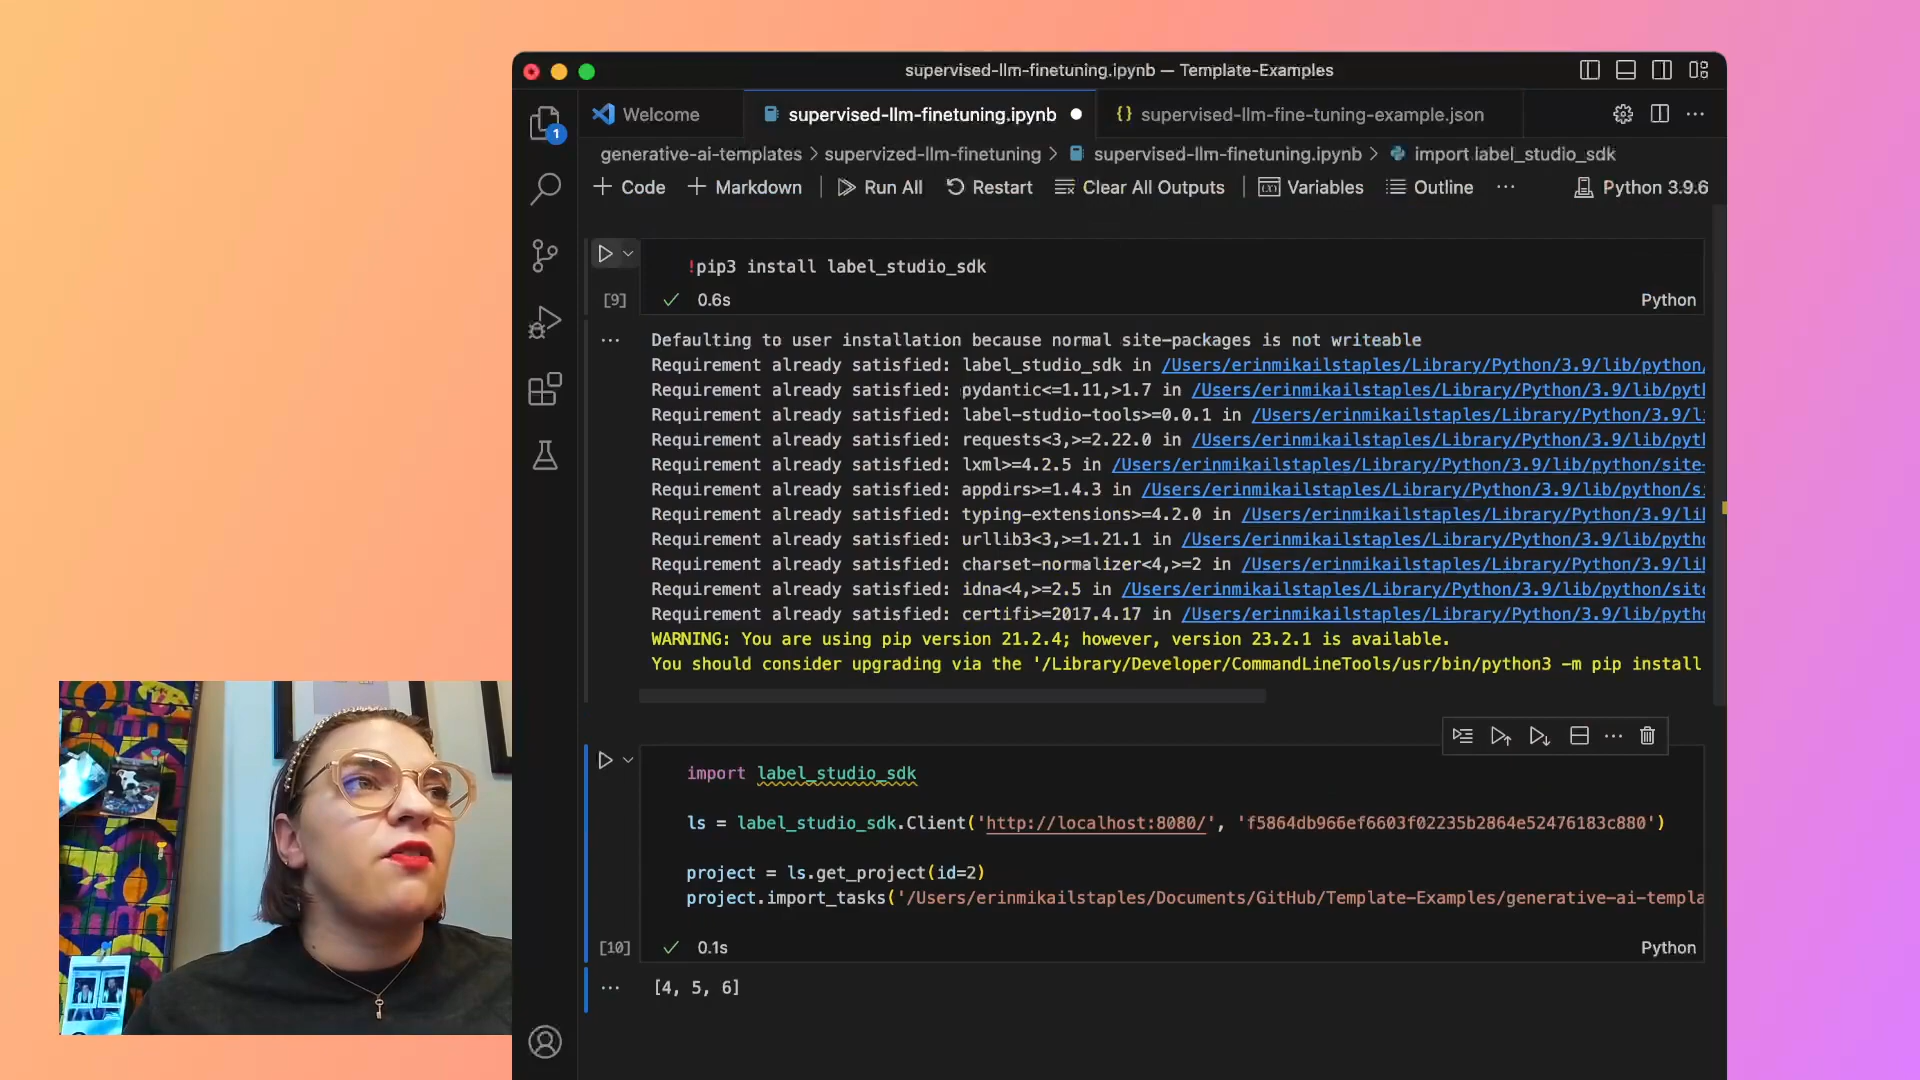 supervised-llm-finetuning.ipynb — Template-Examples
1
Welcome
supervised-llm-finetuning.ipynb
{} supervised-llm-fine-tuning-example.json
generative-ai-templates > supervized-llm-finetuning > supervised-llm-finetuning.ipynb > import label_studio_sdk
+ Code + Markdown Run All Restart Clear All Outputs Variables Outline ... Python 3.9.6
!pip3 install label_studio_sdk
[9] 0.6s Python
Defaulting to user installation because normal site-packages is not writeable
Requirement already satisfied: label_studio_sdk in /Users/erinmikailstaples/Library/Python/3.9/lib/python.
Requirement already satisfied: pydantic<=1.11,>1.7 in /Users/erinmikailstaples/Library/Python/3.9/lib/pyt
Requirement already satisfied: label-studio-tools>=0.0.1 in /Users/erinmikailstaples/Library/Python/3.9/l
Requirement already satisfied: requests<3,>=2.22.0 in /Users/erinmikailstaples/Library/Python/3.9/lib/pyt
Requirement already satisfied: lxml>=4.2.5 in /Users/erinmikailstaples/Library/Python/3.9/lib/python/site-
Requirement already satisfied: appdirs>=1.4.3 in /Users/erinmikailstaples/Library/Python/3.9/lib/python/s
Requirement already satisfied: typing-extensions>=4.2.0 in /Users/erinmikailstaples/Library/Python/3.9/li
Requirement already satisfied: urllib3<3,>=1.21.1 in /Users/erinmikailstaples/Library/Python/3.9/lib/pyth
Requirement already satisfied: charset-normalizer<4,>=2 in /Users/erinmikailstaples/Library/Python/3.9/li
Requirement already satisfied: idna<4,>=2.5 in /Users/erinmikailstaples/Library/Python/3.9/lib/python/site
Requirement already satisfied: certifi>=2017.4.17 in /Users/erinmikailstaples/Library/Python/3.9/lib/pyth
WARNING: You are using pip version 21.2.4; however, version 23.2.1 is available.
You should consider upgrading via the '/Library/Developer/CommandLineTools/usr/bin/python3 -m pip install
import label_studio_sdk
ls = label_studio_sdk.Client('http://localhost:8080/', 'f5864db966ef6603f02235b2864e52476183c880')
project = ls.get_project(id=2)
project.import_tasks('/Users/erinmikailstaples/Documents/GitHub/Template-Examples/generative-ai-templa
[10] 0.1s Python
[4, 5, 6]